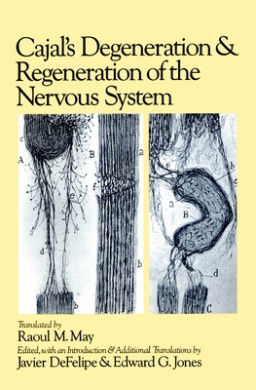 Cajal's Degeneration &
Regeneration of the
Nervous System
A
B
B
C
a
b
b
c
d
e
Translated by
Raoul M. May
Edited, with an Introduction & Additional Translations by
Javier DeFelipe & Edward G. Jones